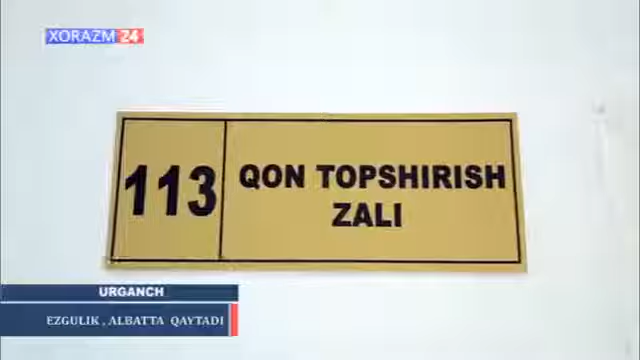 XORAZM 24
113
QON TOPSHIRISH
ZALI
URGANCH
EZGULIK , ALBATTA QAYTADI